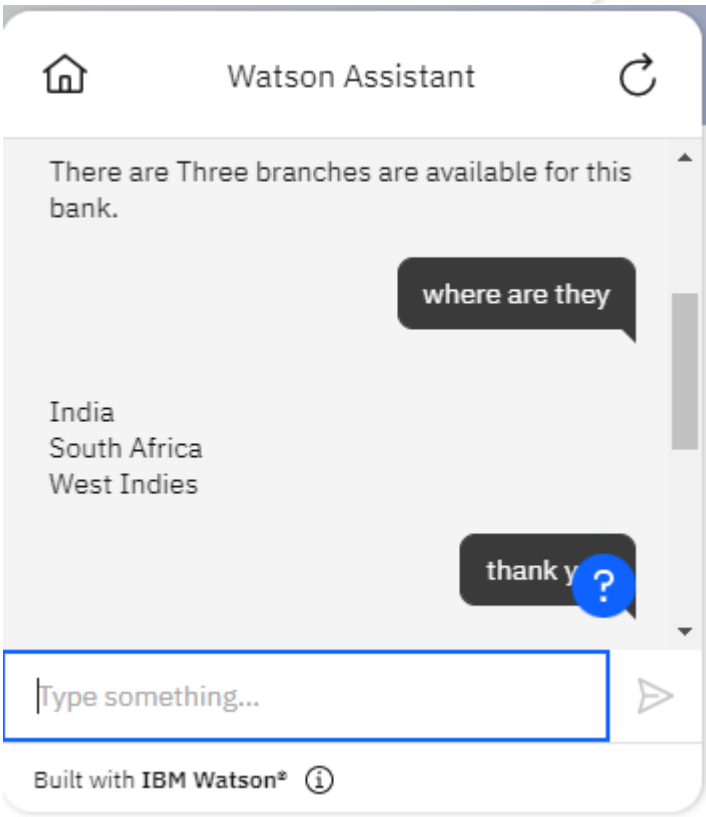 Watson Assistant
There are Three branches are available for this
bank.
where are they
India
South Africa
West Indies
thank
?
Type something...
Built with IBM Watson®